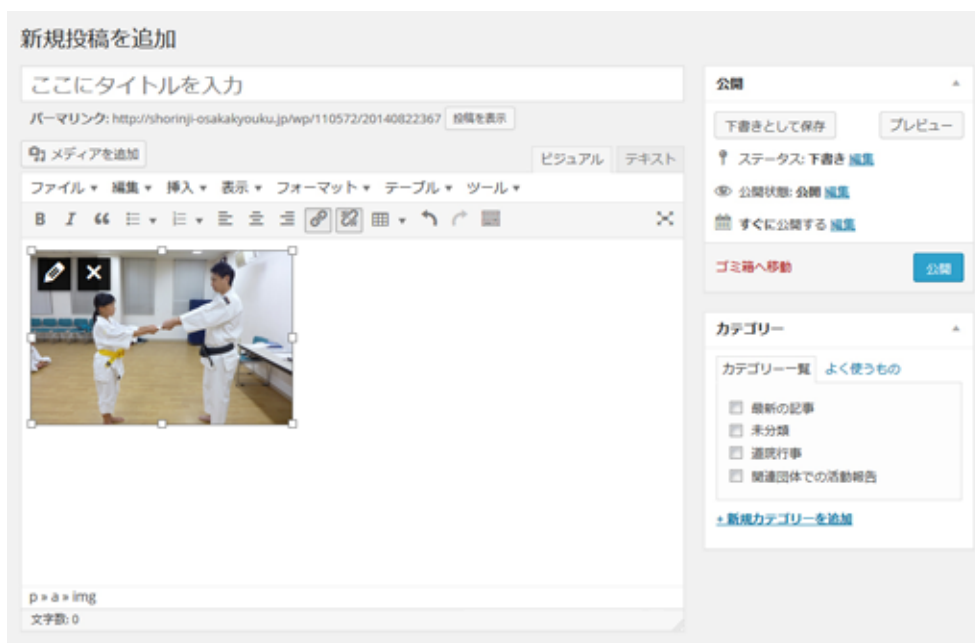 新規投稿を追加
ここにタイトルを入力
パーマリンク: http://shorinji-osakakyouku.jp/wp/110572/20140822367 投稿を表示
メディアを追加
ビジュアル テキスト
ファイル 編集 挿入 表示 フォーマット テーブル ツール
B I
p » a » img
文字数: 0
公開
下書きとして保存 プレビュー
ステータス: 下書き 編集
公開状態: 公開 編集
すぐに公開する 編集
ゴミ箱へ移動 公開
カテゴリー
カテゴリー一覧 よく使うもの
最新の記事
未分類
道院行事
関連団体での活動報告
+ 新規カテゴリーを追加